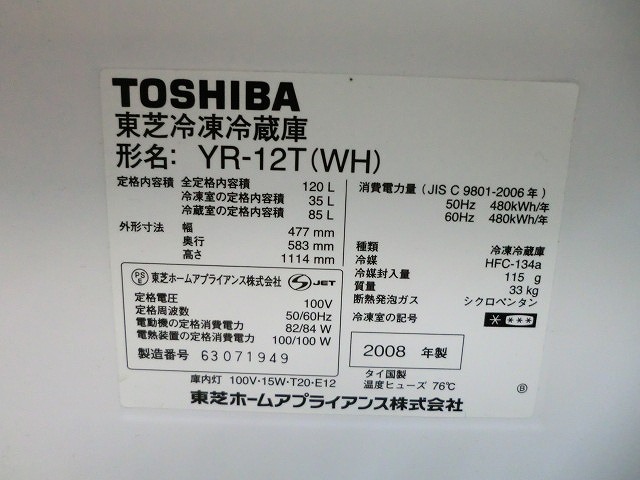 TOSHIBA
東芝冷凍冷蔵庫
形名: YR-12T(WH)
定格内容積 全定格内容積 120 L
冷凍室の定格内容積 35 L
冷蔵室の定格内容積 85 L
外形寸法 幅 477 mm
奥行 583 mm
高さ 1114 mm
消費電力量 (JIS C 9801-2006年)
50Hz 480kWh/年
60Hz 480kWh/年
種類 冷凍冷蔵庫
冷媒 HFC-134a
冷媒封入量 115 g
質量 33 kg
断熱発泡ガス シクロペンタン
冷凍室の記号 * ***
PS E 東芝ホームアプライアンス株式会社 S JET
定格電圧 100V
定格周波数 50/60Hz
電動機の定格消費電力 82/84 W
電熱装置の定格消費電力 100/100 W
製造番号 63071949
2008 年製
タイ国製
温度ヒューズ 76℃
庫内灯 100V・15W・T20・E12
東芝ホームアプライアンス株式会社
Ⓑ